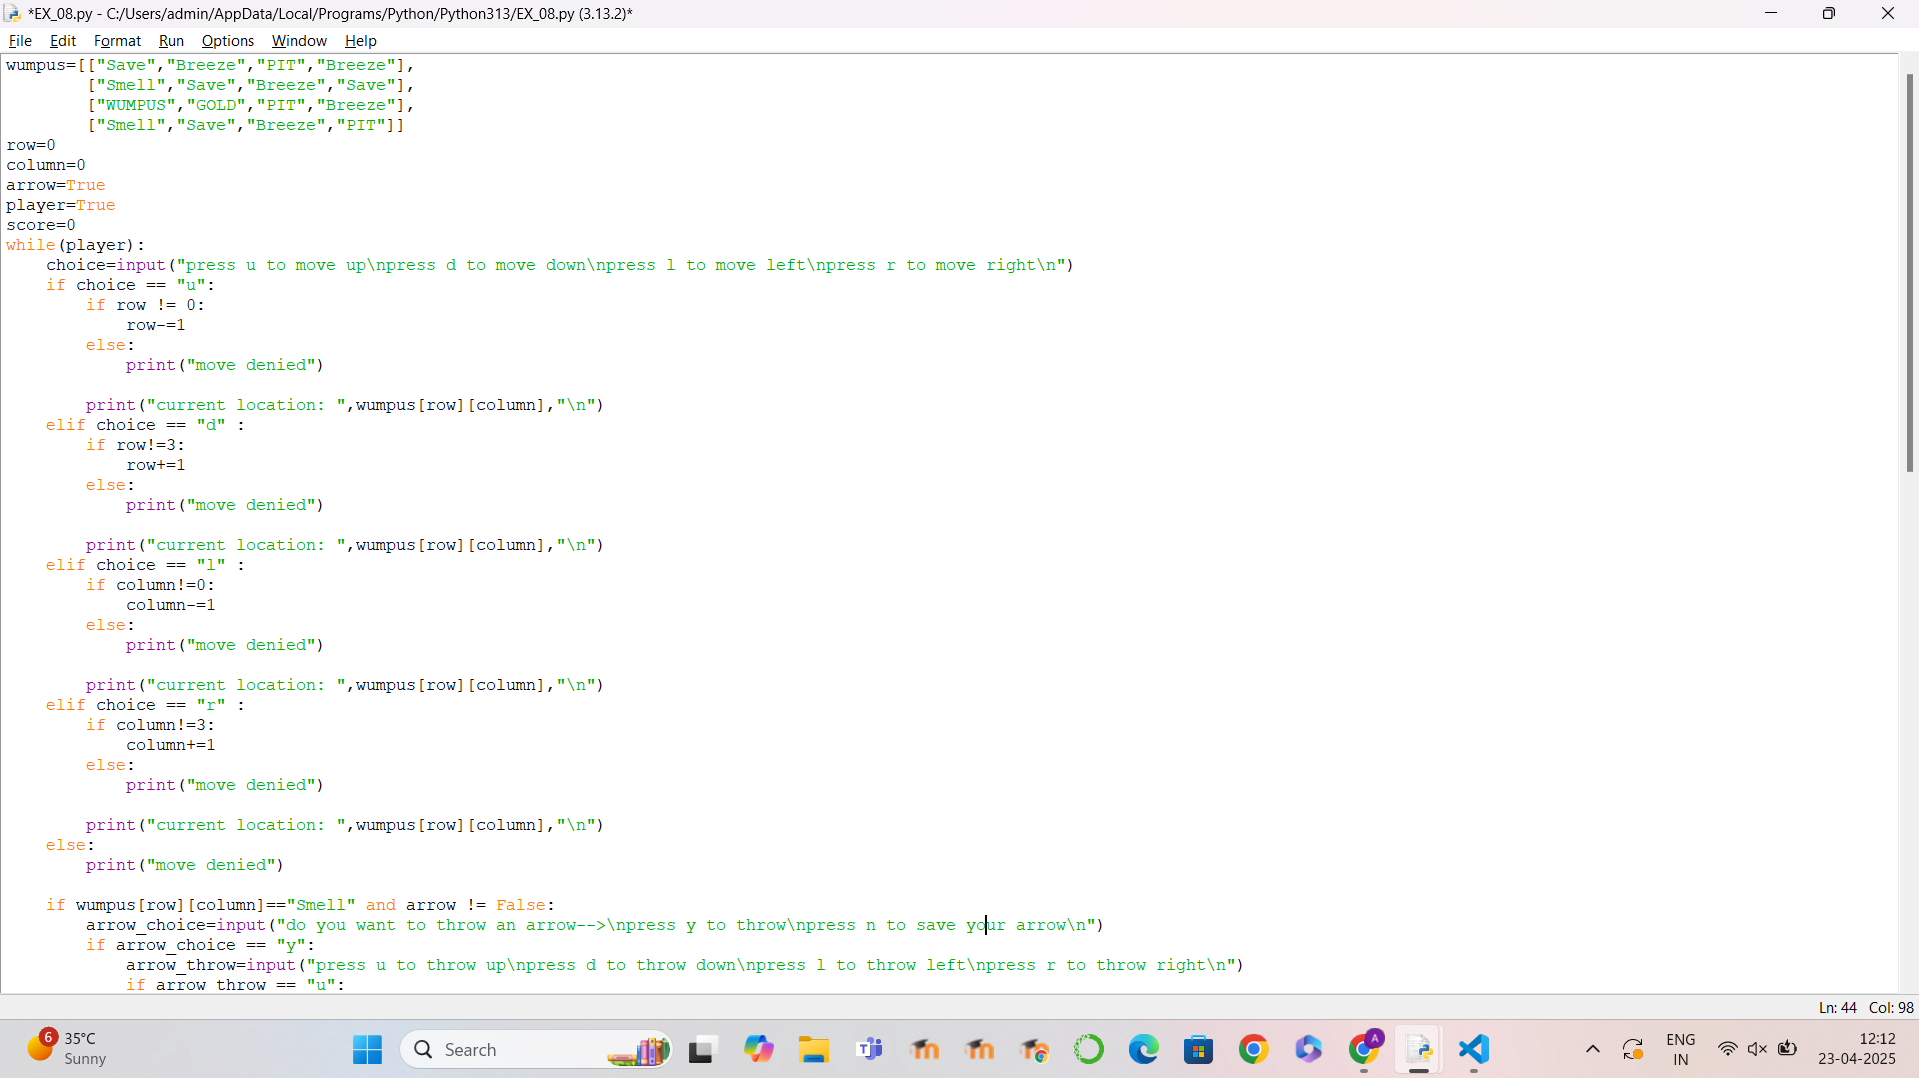 *EX_08.py - C:/Users/admin/AppData/Local/Programs/Python/Python313/EX_08.py (3.13.2)*
File Edit Format Run Options Window Help
wumpus=[["Save","Breeze","PIT","Breeze"],
        ["Smell","Save","Breeze","Save"],
        ["WUMPUS","GOLD","PIT","Breeze"],
        ["Smell","Save","Breeze","PIT"]]
row=0
column=0
arrow=True
player=True
score=0
while(player):
    choice=input("press u to move up\npress d to move down\npress l to move left\npress r to move right\n")
    if choice == "u":
        if row != 0:
            row-=1
        else:
            print("move denied")
        print("current location: ",wumpus[row][column],"\n")
    elif choice == "d" :
        if row!=3:
            row+=1
        else:
            print("move denied")
        print("current location: ",wumpus[row][column],"\n")
    elif choice == "l" :
        if column!=0:
            column-=1
        else:
            print("move denied")
        print("current location: ",wumpus[row][column],"\n")
    elif choice == "r" :
        if column!=3:
            column+=1
        else:
            print("move denied")
        print("current location: ",wumpus[row][column],"\n")
    else:
        print("move denied")
    if wumpus[row][column]=="Smell" and arrow != False:
        arrow_choice=input("do you want to throw an arrow-->\npress y to throw\npress n to save your arrow\n")
        if arrow_choice == "y":
            arrow_throw=input("press u to throw up\npress d to throw down\npress l to throw left\npress r to throw right\n")
            if arrow_throw == "u":
Ln: 44 Col: 98
6
35°C
Sunny
Search
A
ENG
IN
12:12
23-04-2025